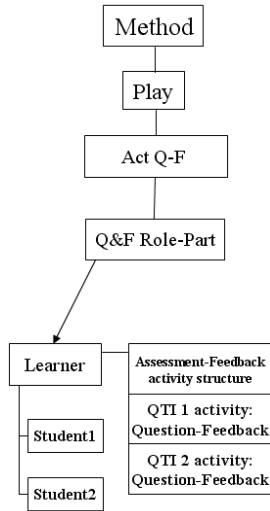 Method
Play
Act Q-F
Q&F Role-Part
Learner
Assessment-Feedback
activity structure
QTI 1 activity:
Question-Feedback
QTI 2 activity:
Question-Feedback
Student1
Student2